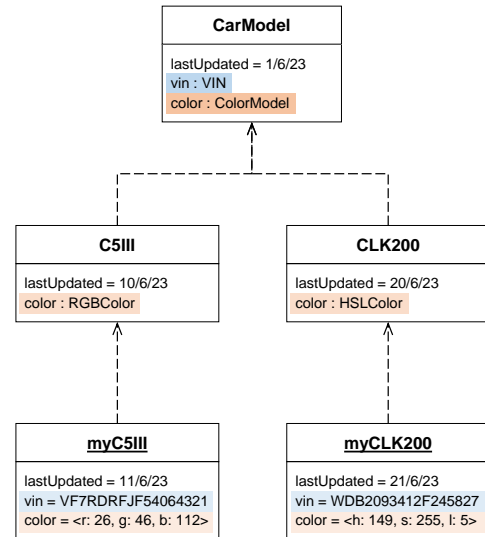 CarModel
lastUpdated = 1/6/23
vin : VIN
color : ColorModel
C5III
lastUpdated = 10/6/23
color : RGBColor
CLK200
lastUpdated = 20/6/23
color : HSLColor
myC5III
lastUpdated = 11/6/23
vin = VF7RDRFJF54064321
color = <r: 26, g: 46, b: 112>
myCLK200
lastUpdated = 21/6/23
vin = WDB2093412F245827
color = <h: 149, s: 255, l: 5>